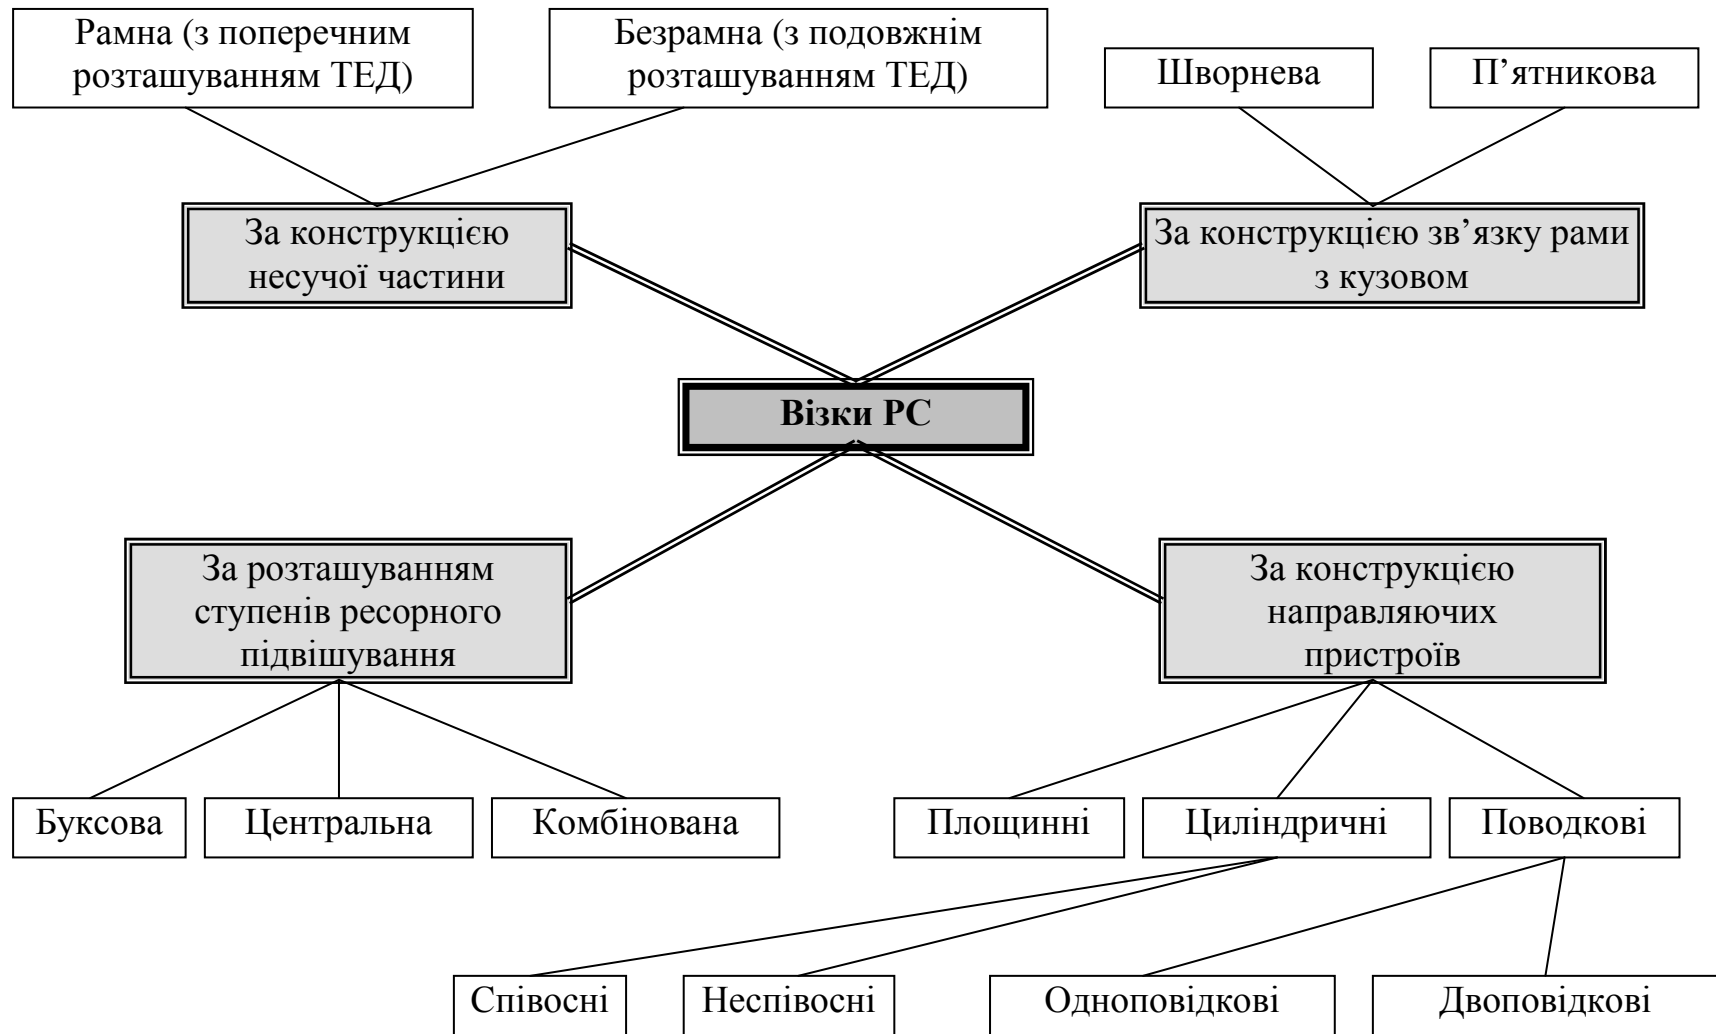 Рамна (з поперечним
розташуванням ТЕД)
Безрамна (з подовжнім
розташуванням ТЕД)
Шворнева
П’ятникова
За конструкцією
несучої частини
За конструкцією зв’язку рами
з кузовом
Візки РС
За розташуванням
ступенів ресорного
підвішування
За конструкцією
направляючих
пристроїв
Буксова
Центральна
Комбінована
Площинні
Циліндричні
Поводкові
Співосні
Неспівосні
Одноповідкові
Двоповідкові